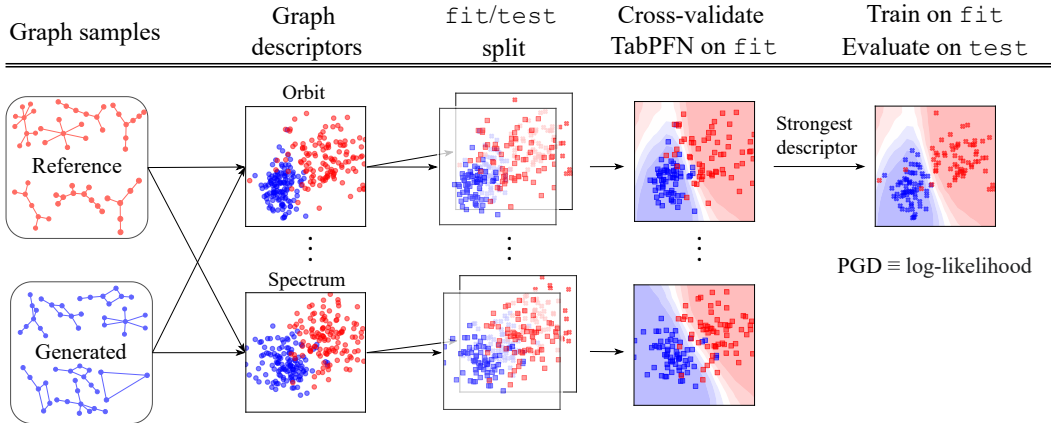 Graph samples
Graph
descriptors
fit/test
split
Cross-validate
TabPFN on fit
Train on fit
Evaluate on test
Reference
Generated
Orbit
Spectrum
Strongest
descriptor
PGD ≡ log-likelihood